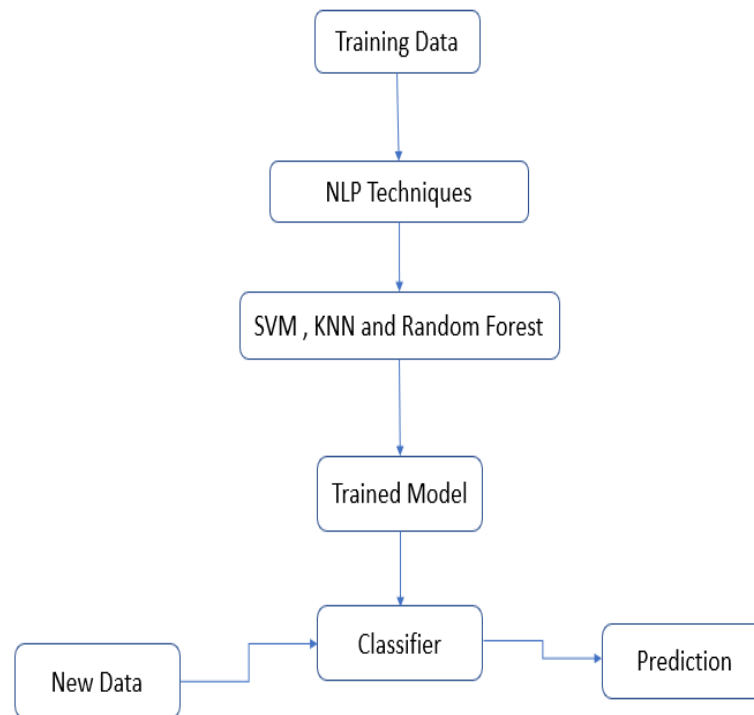 Training Data
NLP Techniques
SVM , KNN and Random Forest
Trained Model
Classifier
New Data
Prediction